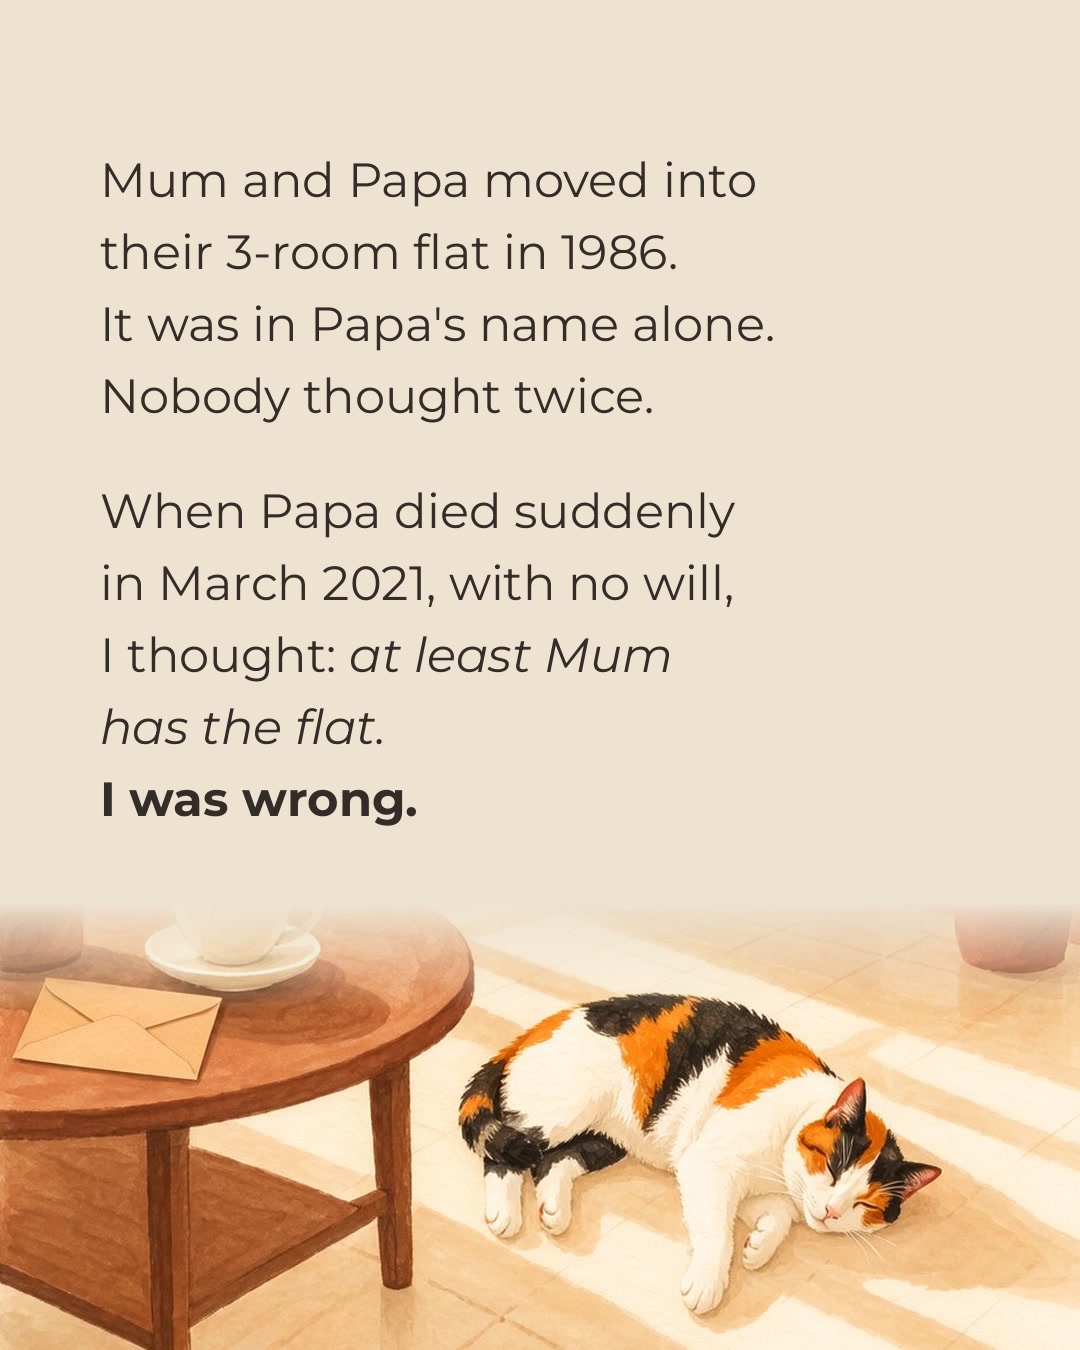 Mum and Papa moved into
their 3-room flat in 1986.
It was in Papa's name alone.
Nobody thought twice.
When Papa died suddenly
in March 2021, with no will,
I thought: at least Mum
has the flat.
I was wrong.